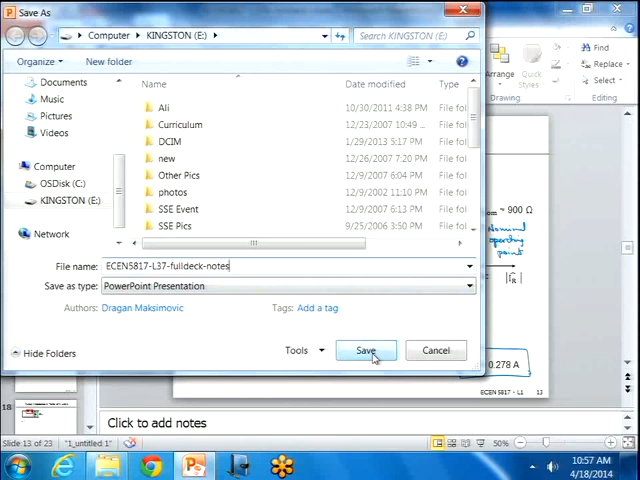 Save As
Computer
KINGSTON (E:)
Search KINGSTON (E:)
Organize
New folder
Documents
Music
Pictures
Videos
Computer
OSDisk (C:)
KINGSTON (E:)
Network
Name
Date modified
Type
Ali
10/30/2011 4:38 PM
File fol
Curriculum
12/23/2007 10:49 ...
File fol
DCIM
1/29/2013 5:17 PM
File fol
new
12/26/2007 7:20 PM
File fol
Other Pics
12/9/2007 6:04 PM
File fol
photos
12/9/2002 11:10 PM
File fol
SSE Event
12/9/2007 6:13 PM
File fol
SSE Pics
9/25/2006 3:50 PM
File fol
File name:
ECEN5817-L37-fulldeck-notes
Save as type:
PowerPoint Presentation
Authors:
Dragan Maksimovic
Tags:
Add a tag
Hide Folders
Tools
Save
Cancel
Arrange
Find
Replace
Select
Drawing
Editing
= 900 Ω
Nominal
operating
point
0.278 A
ECEN 5817 - L1
13
18
Click to add notes
Slide 13 of 23
"1_untitled 1"
50%
10:57 AM
4/18/2014